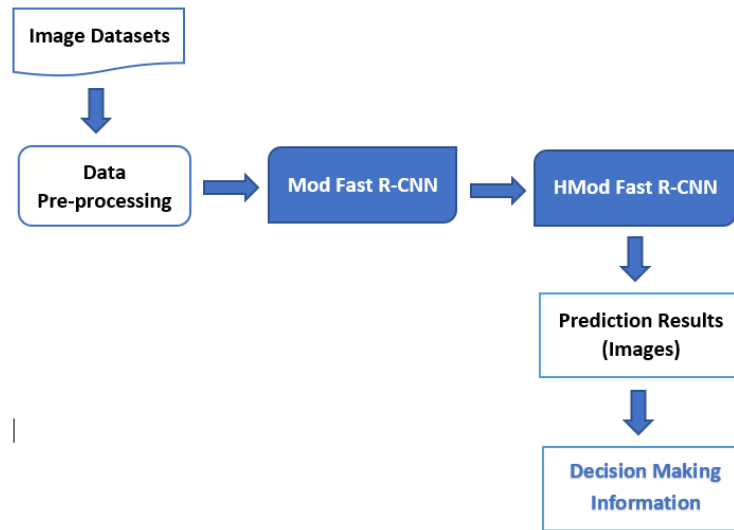 Image Datasets
Data
Pre-processing
Mod Fast R-CNN
HMod Fast R-CNN
Prediction Results
(Images)
Decision Making
Information